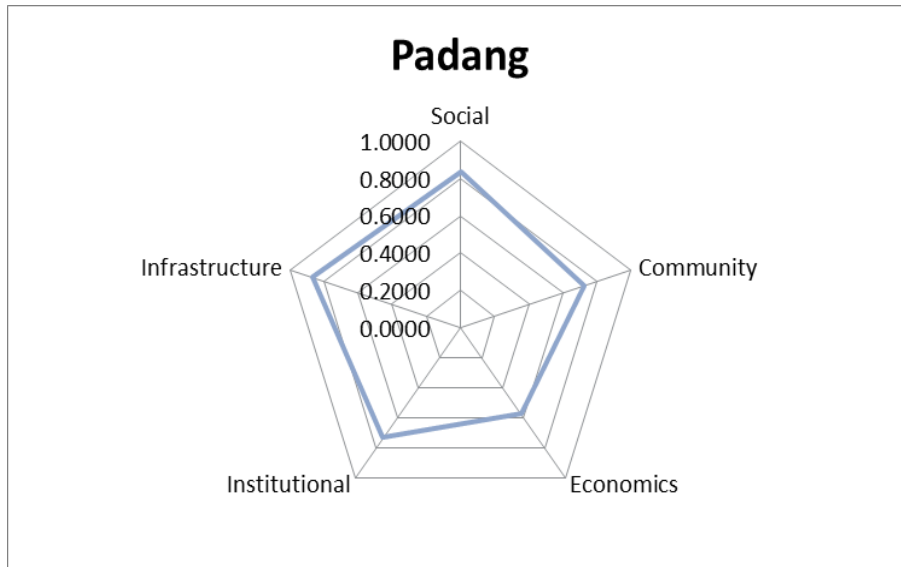 Padang
Social
1.0000
0.8000
0.6000
0.4000
0.2000
0.0000
Infrastructure
Community
Institutional
Economics